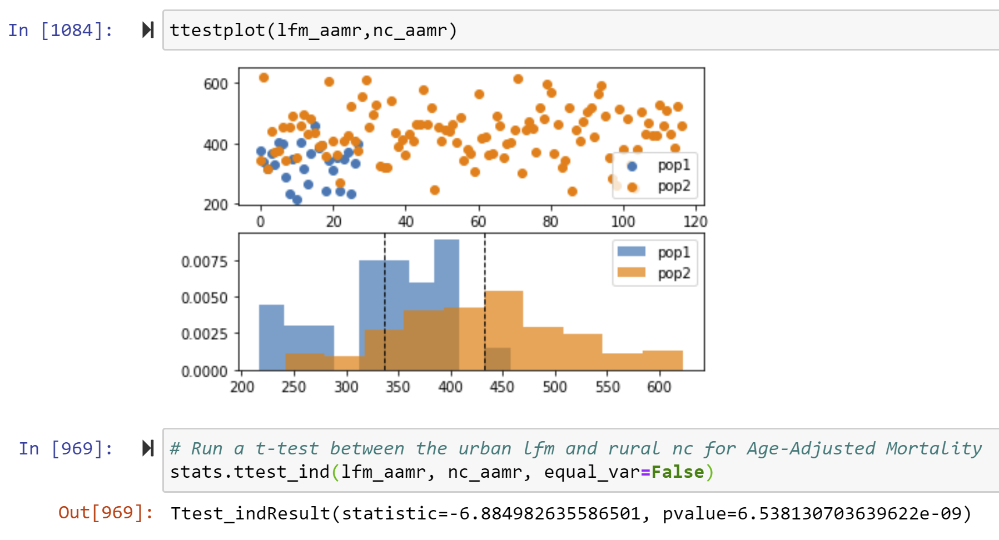 In [1084]: ttestplot(lfm_aamr,nc_aamr)
600
400
200
0 20 40 60 80 100 120
pop1
pop2
0.0075
0.0050
0.0025
0.0000
200 250 300 350 400 450 500 550 600
pop1
pop2
In [969]: # Run a t-test between the urban lfm and rural nc for Age-Adjusted Mortality
stats.ttest_ind(lfm_aamr, nc_aamr, equal_var=False)
Out[969]: Ttest_indResult(statistic=-6.884982635586501, pvalue=6.538130703639622e-09)